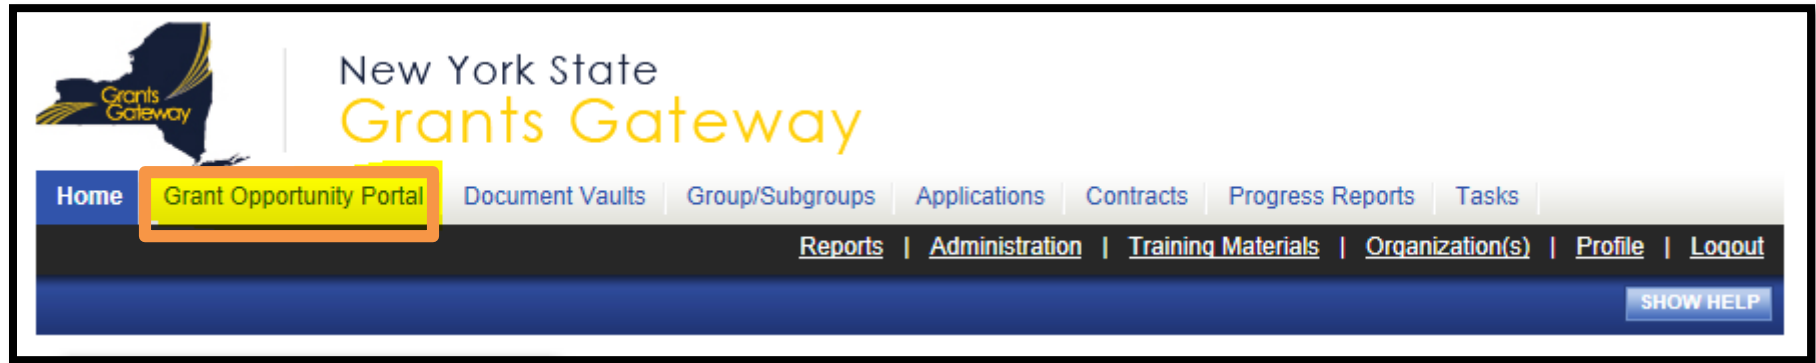 Grants
Gateway
New York State
Grants Gateway
Home Grant Opportunity Portal Document Vaults Group/Subgroups Applications Contracts Progress Reports Tasks
Reports | Administration | Training Materials | Organization(s) | Profile | Logout
SHOW HELP